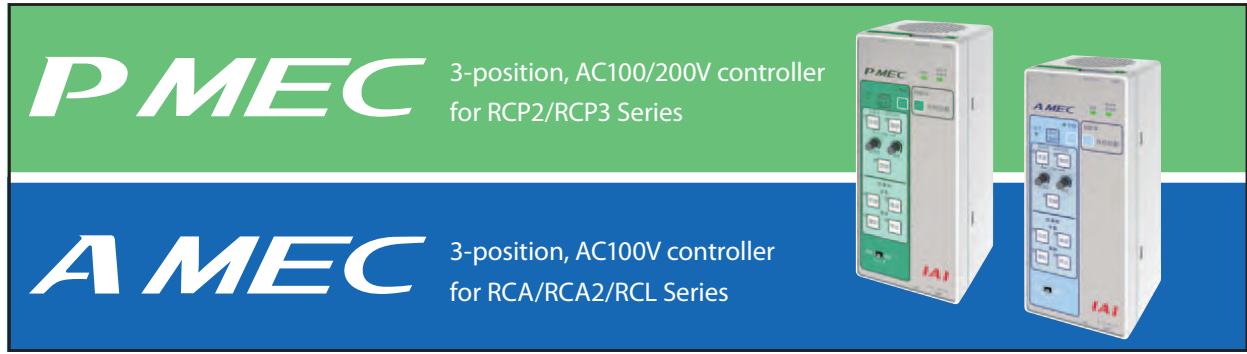 P MEC
3-position, AC100/200V controller
for RCP2/RCP3 Series
A MEC
3-position, AC100V controller
for RCA/RCA2/RCL Series
P MEC
A MEC
IAI
IAI